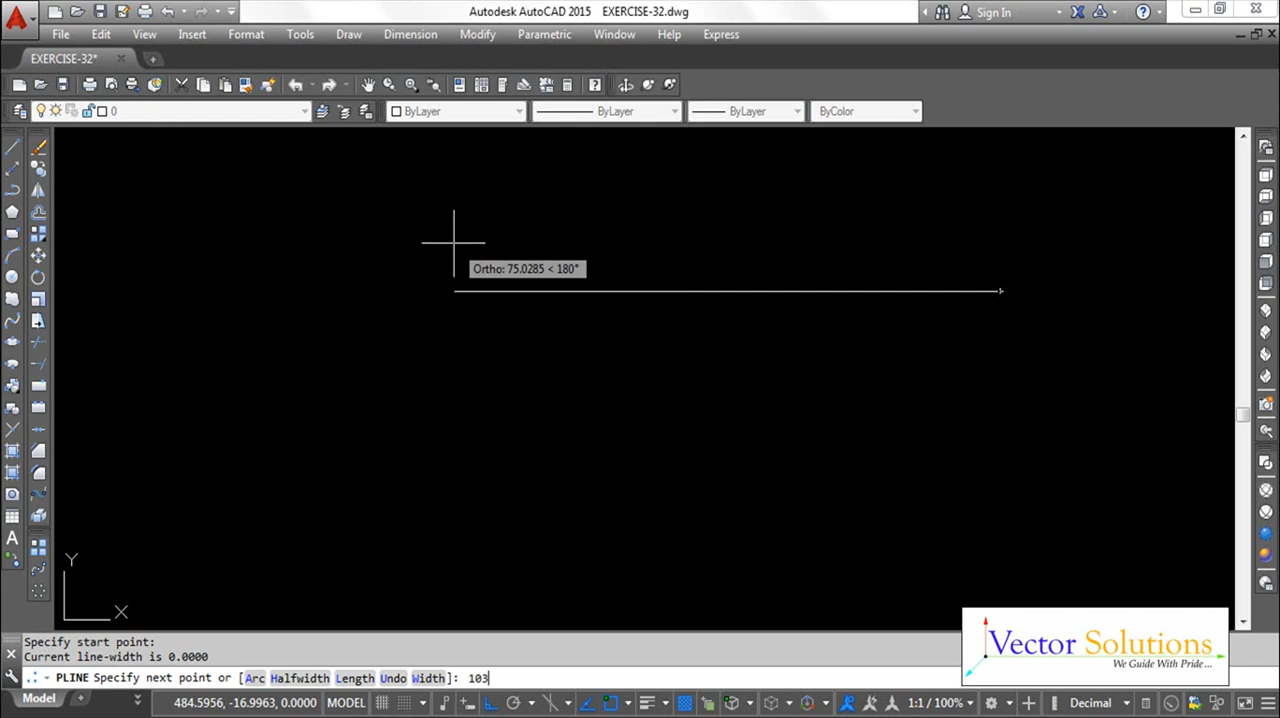 Autodesk AutoCAD 2015 EXERCISE-32.dwg
Sign In
File Edit View Insert Format Tools Draw Dimension Modify Parametric Window Help Express
EXERCISE-32*
0
ByLayer
ByLayer
ByLayer
ByColor
Ortho: 75.0285 < 180°
Y
X
Specify start point:
Current line-width is 0.0000
PLINE Specify next point or [Arc Halfwidth Length Undo Width]: 103
Vector Solutions
We Guide With Pride...
Model
484.5956, -16.9963, 0.0000 MODEL
1:1 / 100%
Decimal